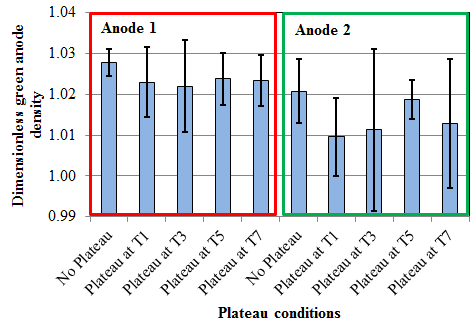 Dimensionless green anode
density
1.04
1.03
1.02
1.01
1.00
0.99
Anode 1
Anode 2
No Plateau
Plateau at T1
Plateau at T3
Plateau at T5
Plateau at T7
No Plateau
Plateau at T1
Plateau at T3
Plateau at T5
Plateau at T7
Plateau conditions